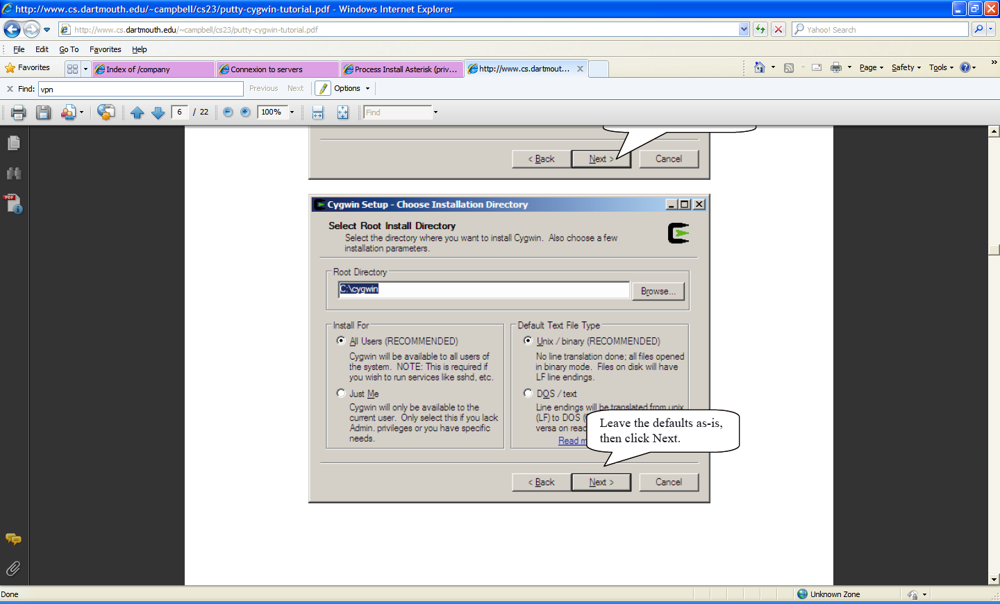 http://www.cs.dartmouth.edu/~campbell/cs23/putty-cygwin-tutorial.pdf - Windows Internet Explorer
http://www.cs.dartmouth.edu/~campbell/cs23/putty-cygwin-tutorial.pdf
Yahoo! Search
File Edit Go To Favorites Help
Favorites
Index of /company
Connexion to servers
Process Install Asterisk (priv...
http://www.cs.dartmout...
Page Safety Tools
Find: vpn Previous Next Options
6 / 22 100% Find
< Back Next > Cancel
Cygwin Setup - Choose Installation Directory
Select Root Install Directory
Select the directory where you want to install Cygwin. Also choose a few
installation parameters.
Root Directory
C:\cygwin
Browse...
Install For
All Users (RECOMMENDED)
Cygwin will be available to all users of
the system. NOTE: This is required if
you wish to run services like sshd, etc.
Just Me
Cygwin will only be available to the
current user. Only select this if you lack
Admin. privileges or you have specific
needs.
Default Text File Type
Unix / binary (RECOMMENDED)
No line translation done; all files opened
in binary mode. Files on disk will have
LF line endings.
DOS / text
Line endings will be translated from unix
(LF) to DOS
versa on
Read
Leave the defaults as-is,
then click Next.
< Back Next > Cancel
Done
Unknown Zone